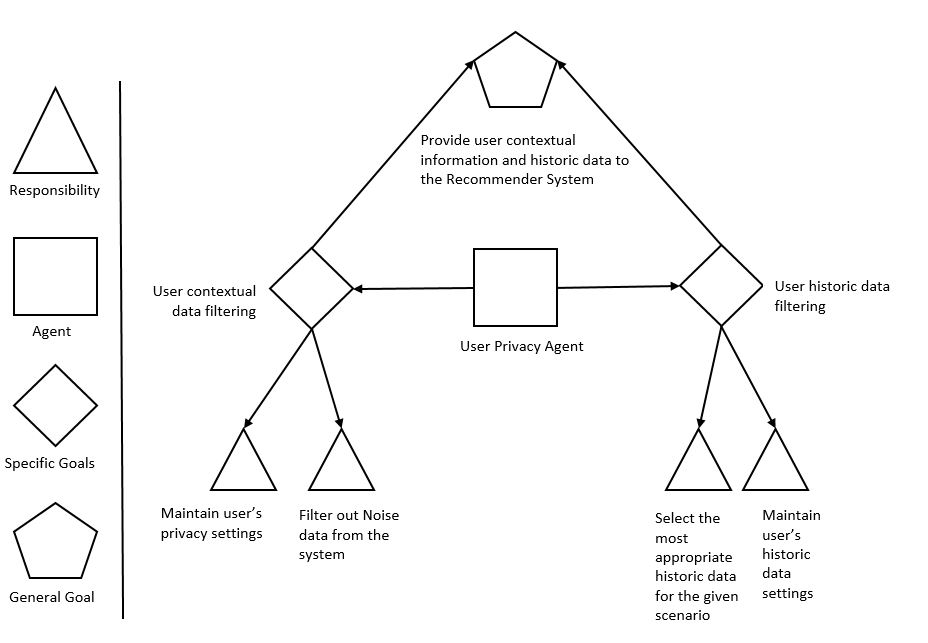 Responsibility
Agent
Specific Goals
General Goal
Provide user contextual
information and historic data to
the Recommender System
User contextual
data filtering
User Privacy Agent
User historic data
filtering
Maintain user's
privacy settings
Filter out Noise
data from the
system
Select the
most
appropriate
historic data
for the given
scenario
Maintain
user's
historic
data
settings